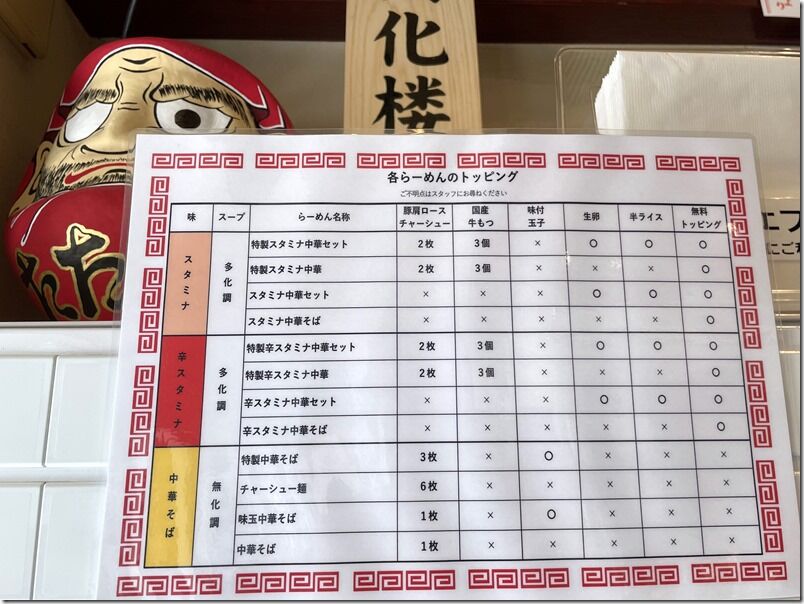 化
楼
各らーめんのトッピング
ご不明点はスタッフにお尋ねください
味 スープ らーめん名称 豚肩ロースチャーシュー 国産牛もつ 味付玉子 生卵 半ライス 無料トッピング
スタミナ 多化調
特製スタミナ中華セット 2枚 3個 × ○ ○ ○
特製スタミナ中華 2枚 3個 × × × ○
スタミナ中華セット × × × ○ ○ ○
スタミナ中華そば × × × × × ○
辛スタミナ 多化調
特製辛スタミナ中華セット 2枚 3個 × ○ ○ ○
特製辛スタミナ中華 2枚 3個 × × × ○
辛スタミナ中華セット × × × ○ ○ ○
辛スタミナ中華そば × × × × × ○
中華そば 無化調
特製中華そば 3枚 × ○ × × ×
チャーシュー麺 6枚 × × × × ×
味玉中華そば 1枚 × ○ × × ×
中華そば 1枚 × × × × ×